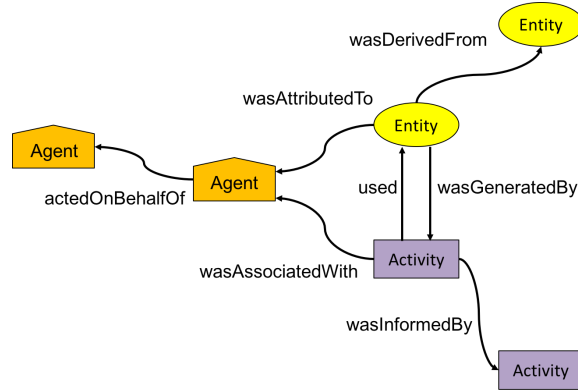 Entity
wasDerivedFrom
wasAttributedTo
Entity
Agent
Agent
actedOnBehalfOf
used
wasGeneratedBy
wasAssociatedWith
Activity
wasInformedBy
Activity